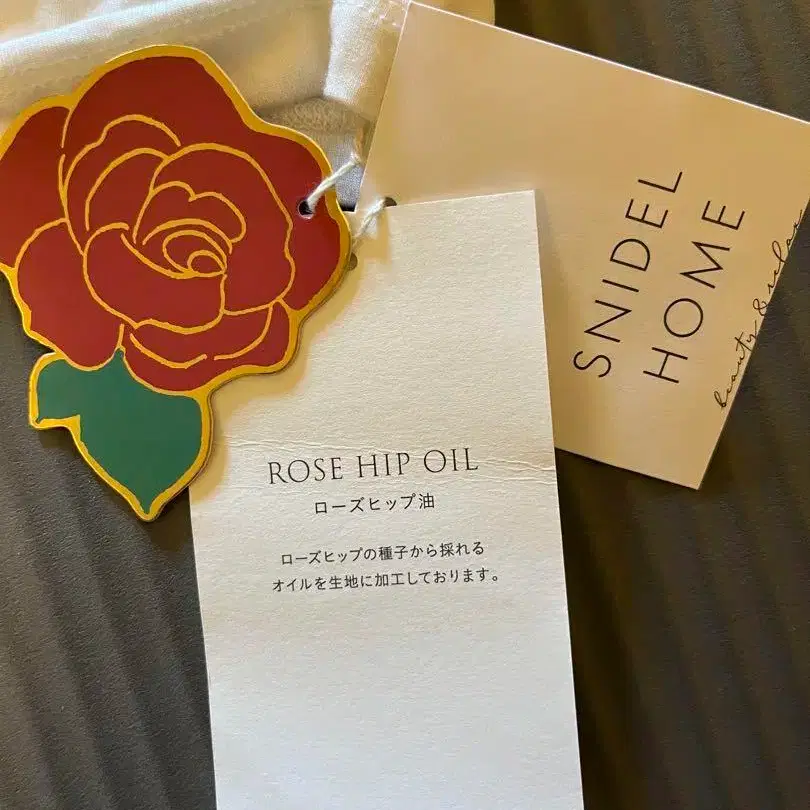 SNIDEL
HOME
beauty & relax
ROSE HIP OIL
ローズヒップ油
ローズヒップの種子から採れる
オイルを生地に加工しております。